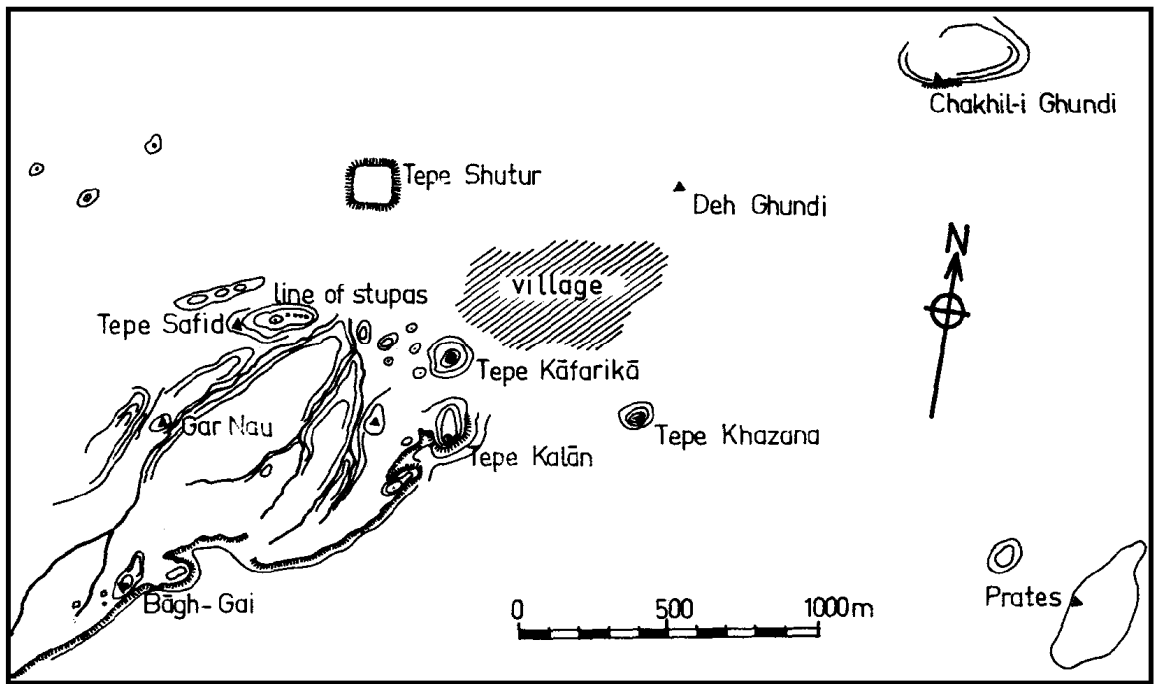 Chakhil-i Ghundi
Tepe Shutur
Deh Ghundi
N
village
line of stupas
Tepe Safid
Tepe Kāfarikā
Gar Nau
Tepe Khazana
Tepe Kalān
Prates
Bāgh-Gai
0 500 1000m